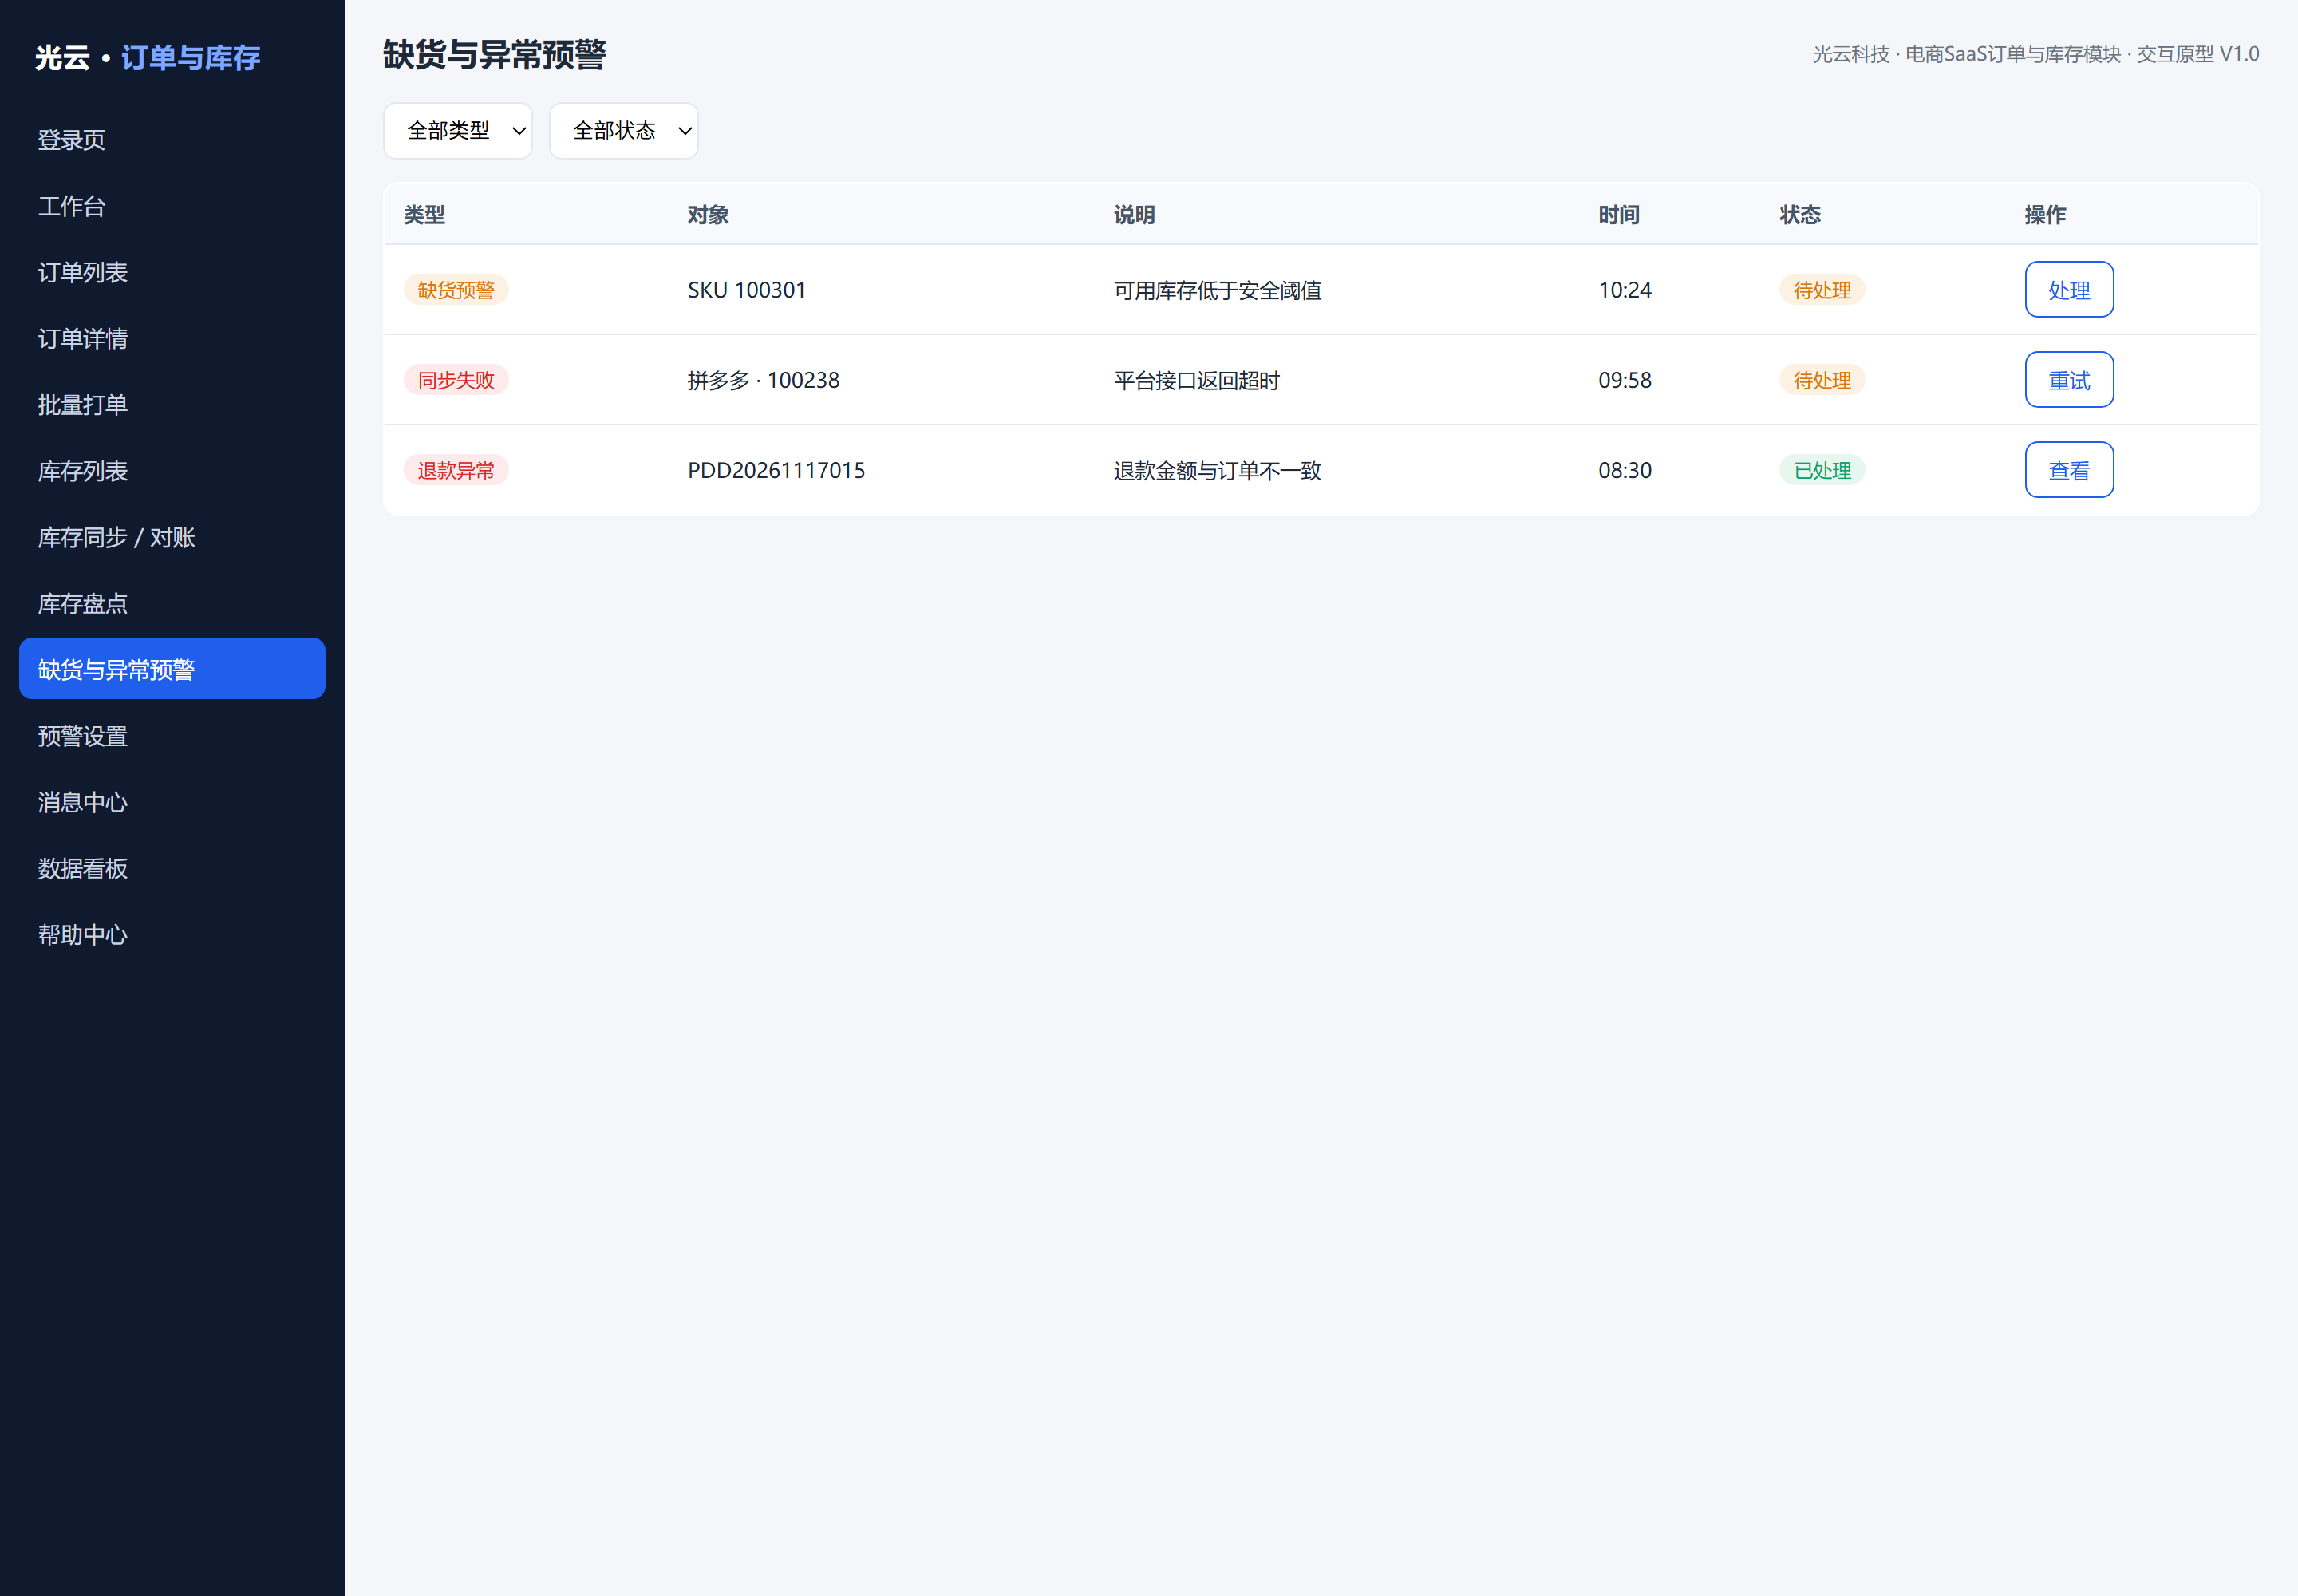 光云 · 订单与库存
登录页
工作台
订单列表
订单详情
批量打单
库存列表
库存同步 / 对账
库存盘点
缺货与异常预警
预警设置
消息中心
数据看板
帮助中心
缺货与异常预警
光云科技 · 电商SaaS订单与库存模块 · 交互原型 V1.0
全部类型 全部状态
类型 对象 说明 时间 状态 操作
缺货预警 SKU 100301 可用库存低于安全阈值 10:24 待处理 处理
同步失败 拼多多 · 100238 平台接口返回超时 09:58 待处理 重试
退款异常 PDD20261117015 退款金额与订单不一致 08:30 已处理 查看